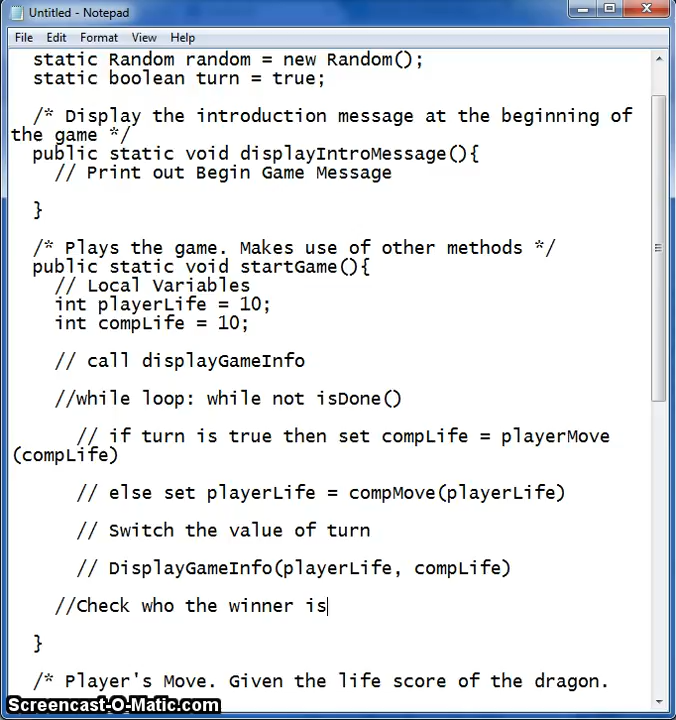 Untitled - Notepad
File Edit Format View Help
static Random random = new Random();
static boolean turn = true;
/* Display the introduction message at the beginning of
the game */
public static void displayIntroMessage(){
// Print out Begin Game Message
}
/* Plays the game. Makes use of other methods */
public static void startGame(){
// Local Variables
int playerLife = 10;
int compLife = 10;
// call displayGameInfo
//while loop: while not isDone()
// if turn is true then set compLife = playerMove
(compLife)
// else set playerLife = compMove(playerLife)
// Switch the value of turn
// DisplayGameInfo(playerLife, compLife)
//Check who the winner is
}
/* Player's Move. Given the life score of the dragon.
Screencast-O-Matic.com